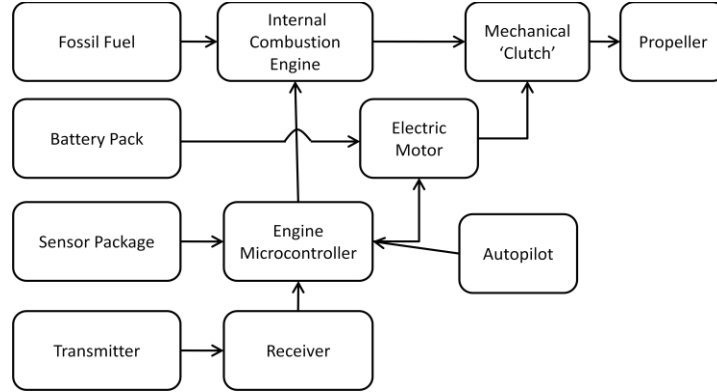 Fossil Fuel
Internal
Combustion
Engine
Mechanical
‘Clutch’
Propeller
Battery Pack
Electric
Motor
Sensor Package
Engine
Microcontroller
Autopilot
Transmitter
Receiver